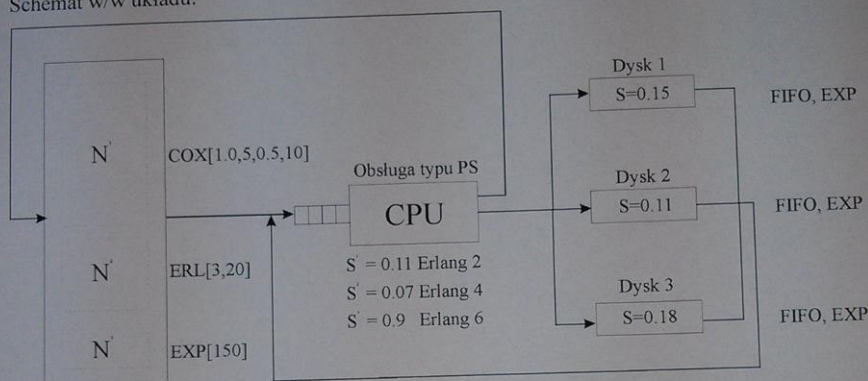 Schemat w/w układu:
N'
COX[1.0,5,0.5,10]
N'
ERL[3,20]
N'
EXP[150]
Obsługa typu PS
CPU
S' = 0.11 Erlang 2
S' = 0.07 Erlang 4
S' = 0.9 Erlang 6
Dysk 1
S=0.15
FIFO, EXP
Dysk 2
S=0.11
FIFO, EXP
Dysk 3
S=0.18
FIFO, EXP